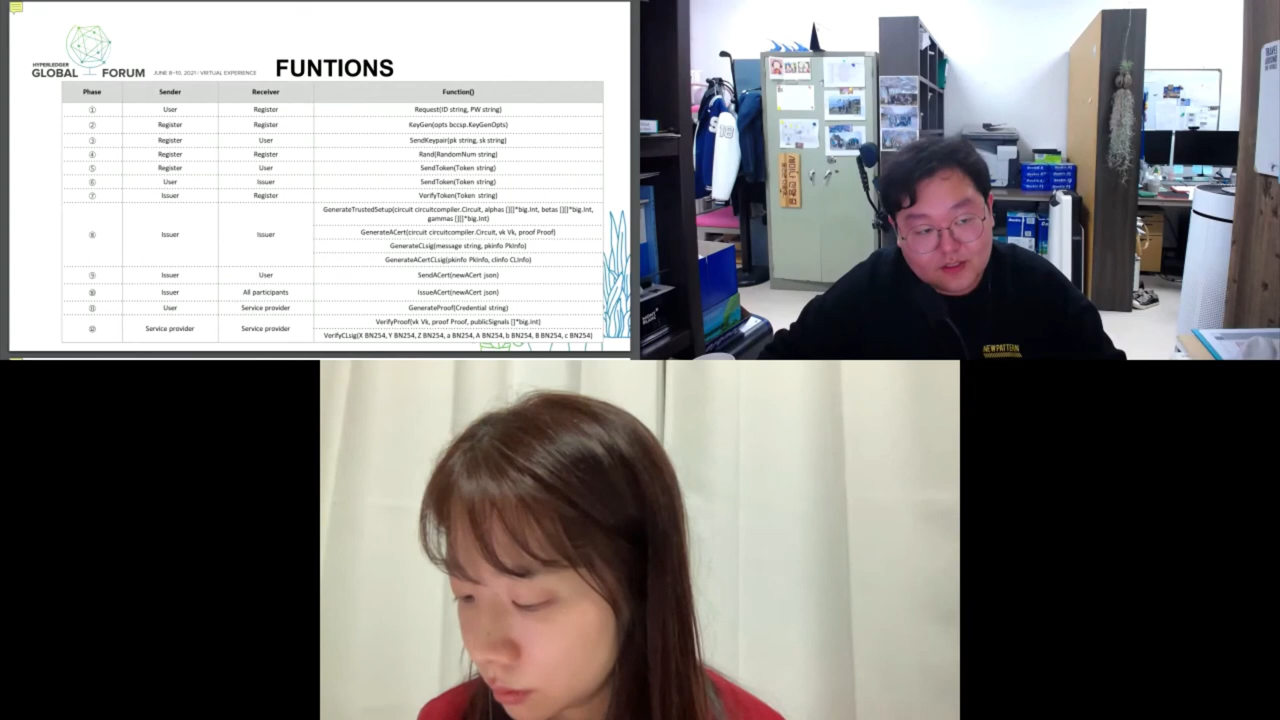 HYPERLEDGER
GLOBAL FORUM
JUNE 8-10, 2021 | VIRTUAL EXPERIENCE
FUNTIONS
Phase Sender Receiver Function()
① User Register Request(ID string, PW string)
② Register Register KeyGen(opts bccsp.KeyGenOpts)
③ Register User SendKeypair(pk string, sk string)
④ Register Register Rand(RandomNum string)
⑤ Register User SendToken(Token string)
⑥ User Issuer SendToken(Token string)
⑦ Issuer Register VerifyToken(Token string)
⑧ Issuer Issuer GenerateTrustedSetup(circuit circuitcompiler.Circuit, alphas [][]*big.Int, betas [][]*big.Int,
gammas [][]*big.Int)
GenerateACert(circuit circuitcompiler.Circuit, vk Vk, proof Proof)
GenerateCLsig(message string, pkinfo PkInfo)
GenerateACertCLsig(pkinfo PkInfo, clinfo CLInfo)
⑨ Issuer User SendACert(newACert json)
⑩ Issuer All participants IssueACert(newACert json)
⑪ User Service provider GenerateProof(Credential string)
⑫ Service provider Service provider VerifyProof(vk Vk, proof Proof, publicSignals []*big.Int)
VerifyCLsig(X BN254, Y BN254, Z BN254, a BN254, A BN254, b BN254, B BN254, c BN254)
18
NEWPATTERN